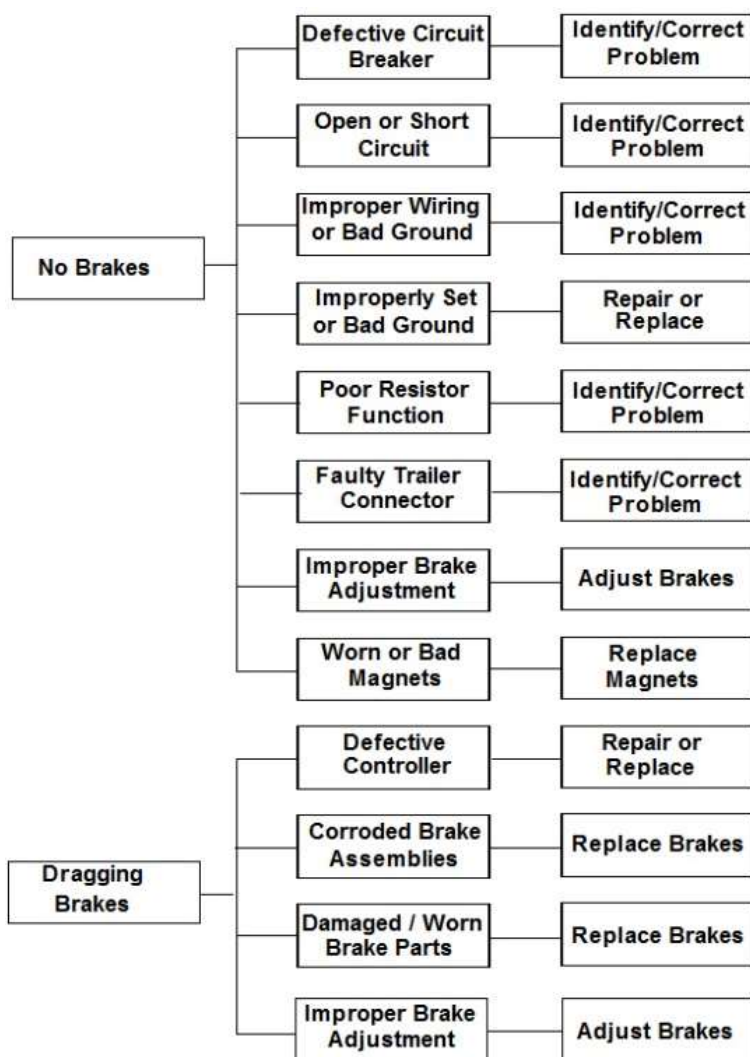 Defective Circuit
Breaker
Identify/Correct
Problem
Open or Short
Circuit
Identify/Correct
Problem
Improper Wiring
or Bad Ground
Identify/Correct
Problem
No Brakes
Improperly Set
or Bad Ground
Repair or
Replace
Poor Resistor
Function
Identify/Correct
Problem
Faulty Trailer
Connector
Identify/Correct
Problem
Improper Brake
Adjustment
Adjust Brakes
Worn or Bad
Magnets
Replace
Magnets
Dragging
Brakes
Defective
Controller
Repair or
Replace
Corroded Brake
Assemblies
Replace Brakes
Damaged / Worn
Brake Parts
Replace Brakes
Improper Brake
Adjustment
Adjust Brakes